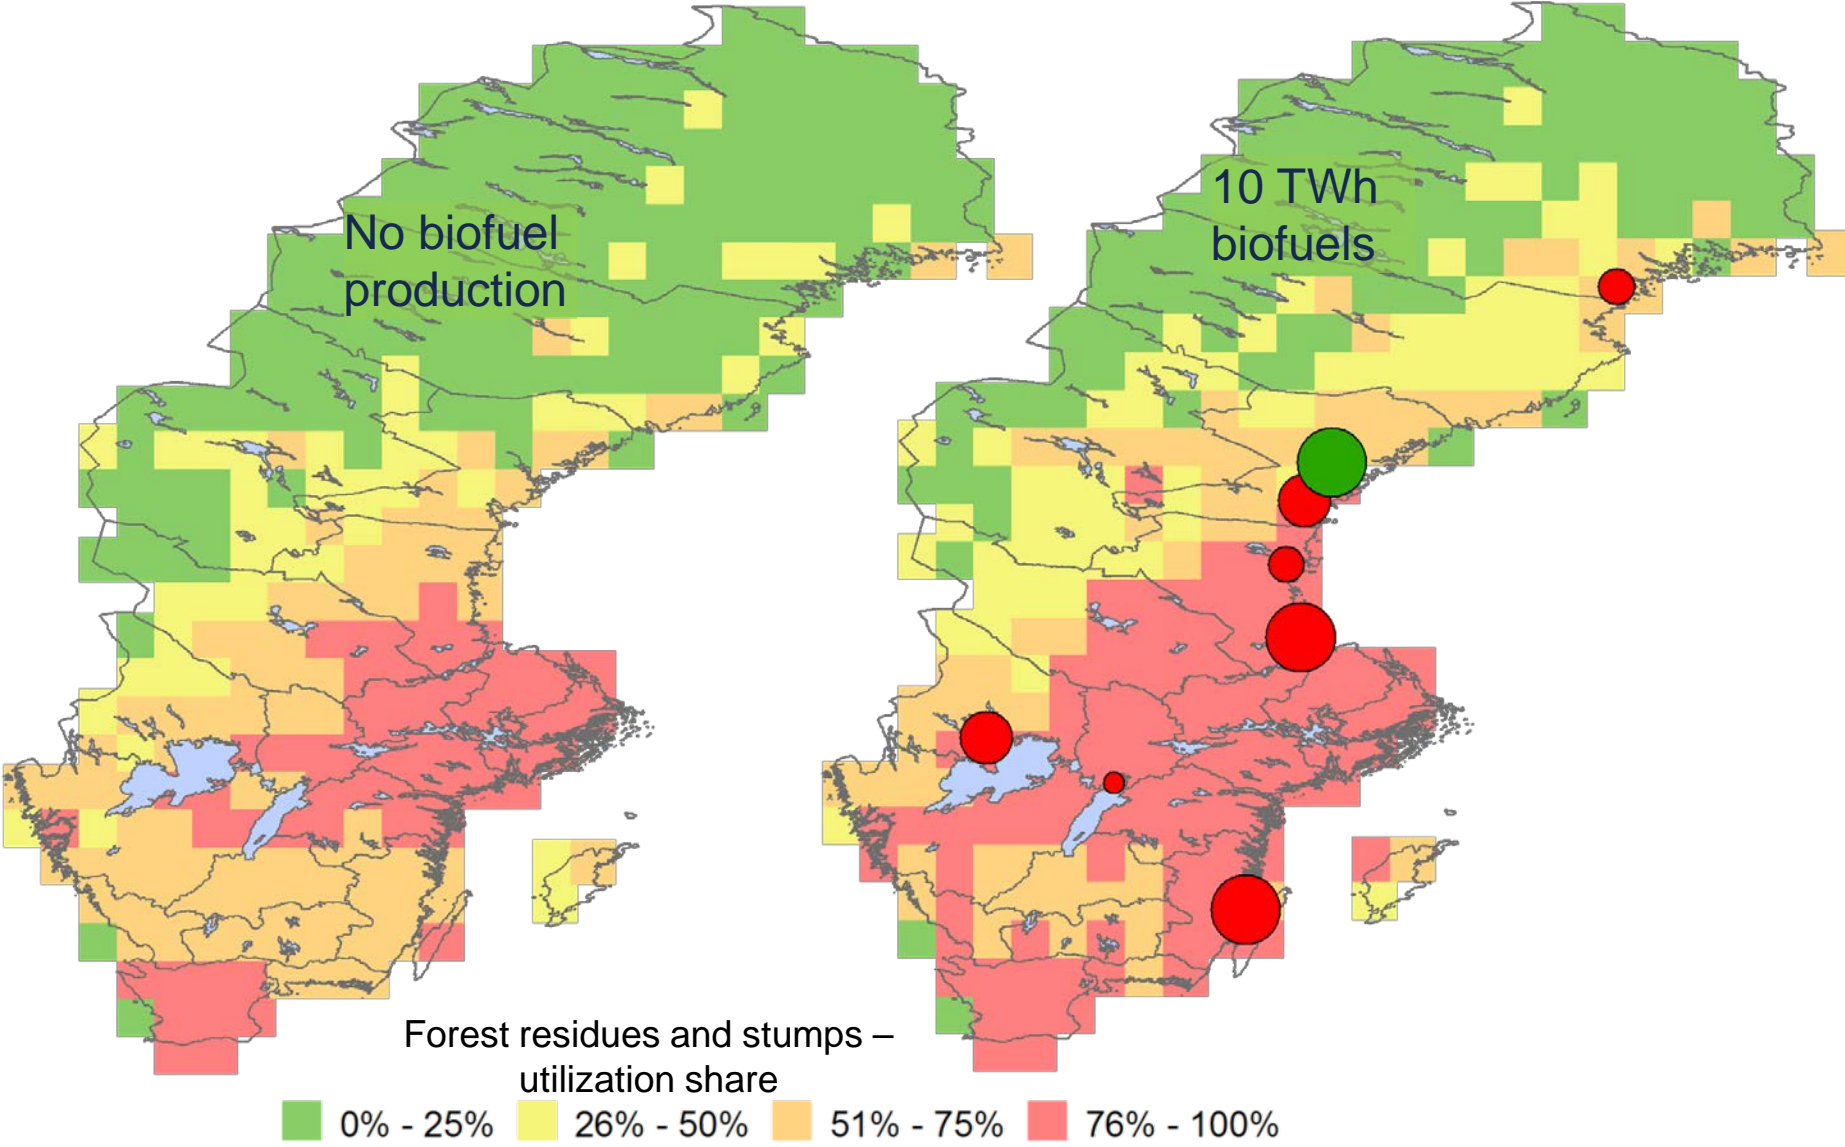 No biofuel
production
10 TWh
biofuels
Forest residues and stumps –
utilization share
0% - 25%
26% - 50%
51% - 75%
76% - 100%